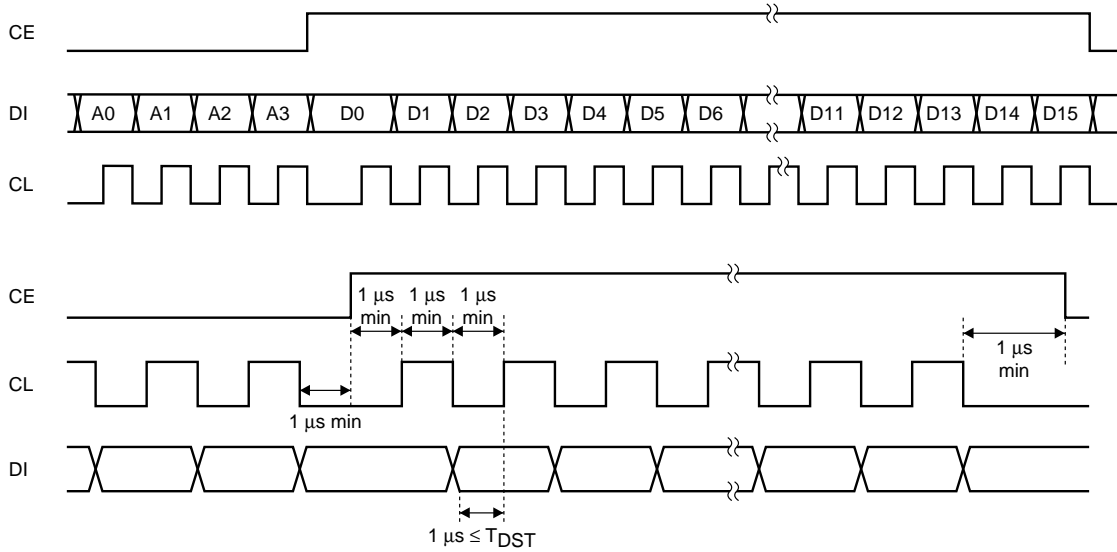 CE
DI A0 A1 A2 A3 D0 D1 D2 D3 D4 D5 D6 D11 D12 D13 D14 D15
CL
CE
1 μs min 1 μs min 1 μs min
1 μs min
CL
1 μs min
DI
1 μs ≤ TDST